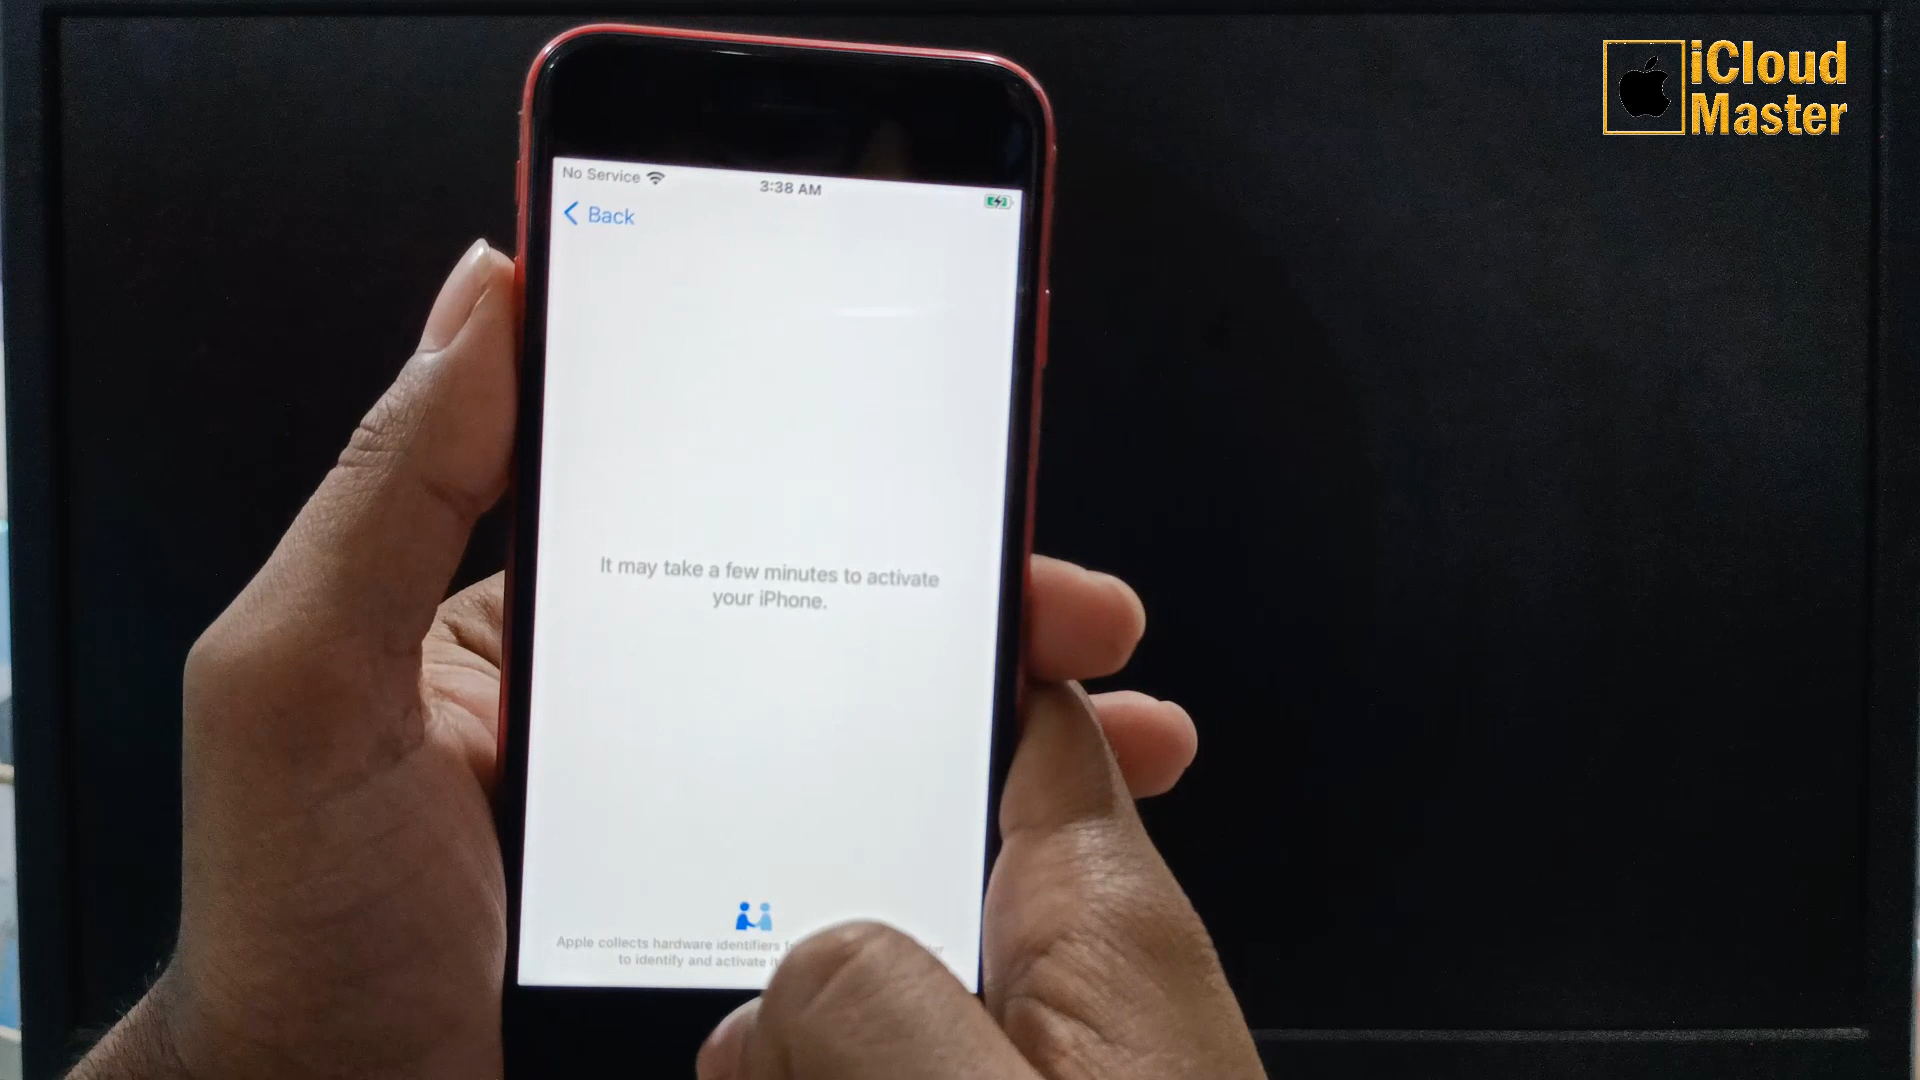 iCloud
Master
No Service
3:38 AM
Back
It may take a few minutes to activate
your iPhone.
Apple collects hardware identifiers
to identify and activate